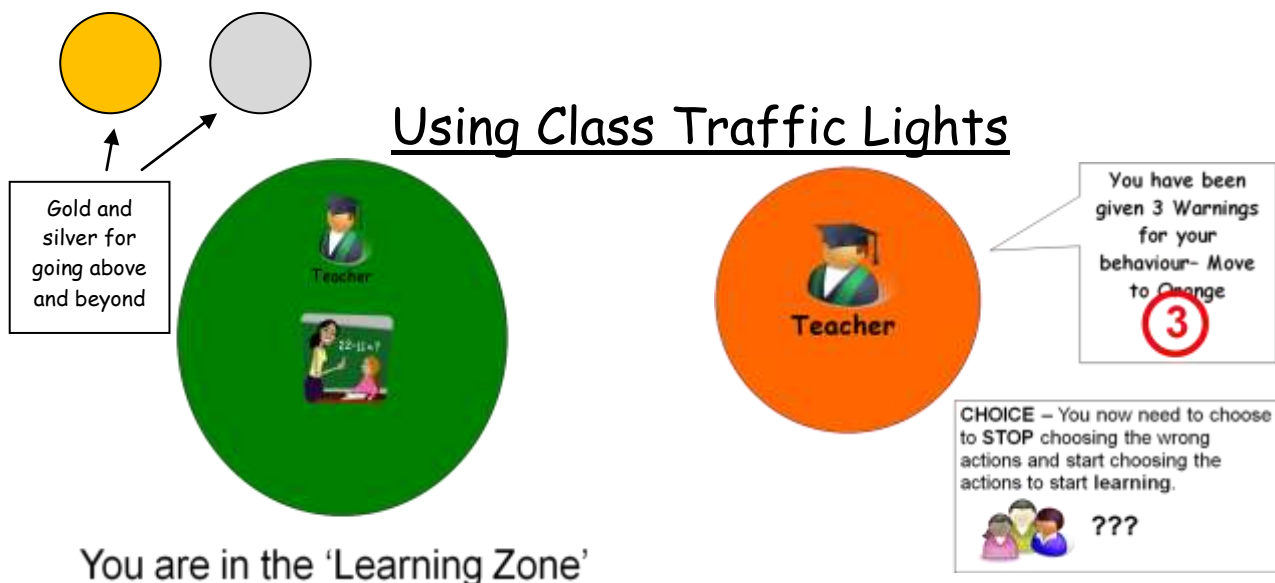 Using Class Traffic Lights
Gold and
silver for
going above
and beyond
Teacher
22-11=?
You are in the 'Learning Zone'
Teacher
You have been
given 3 Warnings
for your
behaviour- Move
to Orange
3
CHOICE – You now need to choose
to STOP choosing the wrong
actions and start choosing the
actions to start learning.
???